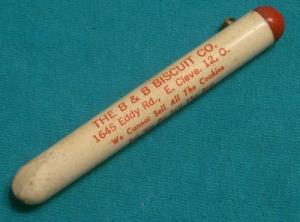 THE B & B BISCUIT CO.
1645 Eddy Rd., E. Cleve. 12, O.
We Cannot Sell All The Cookies